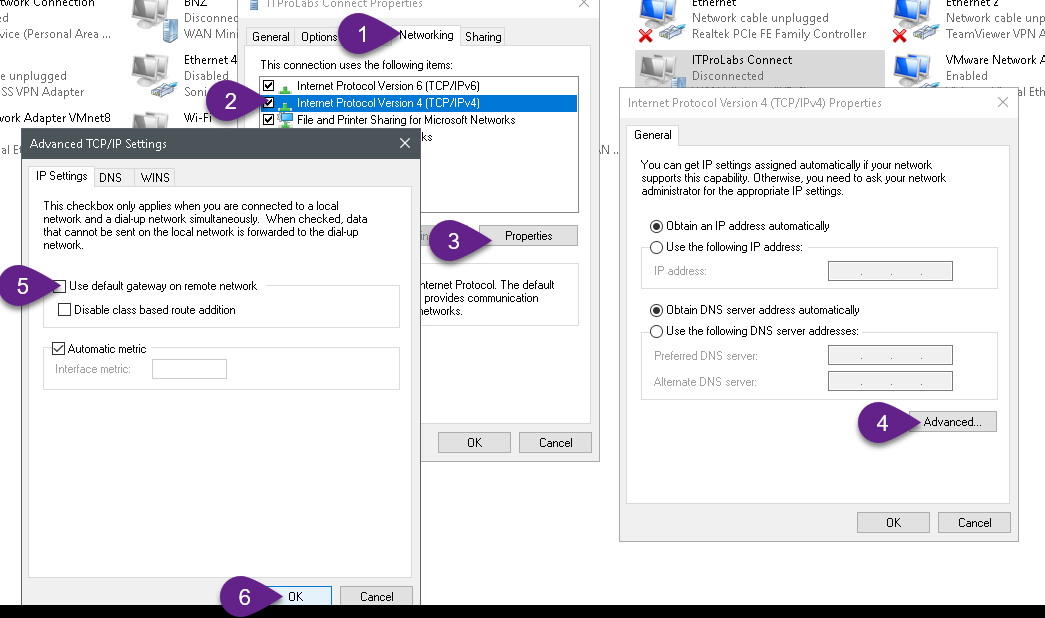 twork Connection
ed
vice (Personal Area ...
e unplugged
SS VPN Adapter
ork Adapter VMnet8
al Et
BNZ
Disconnec
WAN Mini
Ethernet 4
Disabled
Soni
Wi-Fi
ITProLabs Connect Properties
General
Options
Networking
Sharing
1
This connection uses the following items:
Internet Protocol Version 6 (TCP/IPv6)
2
Internet Protocol Version 4 (TCP/IPv4)
File and Printer Sharing for Microsoft Networks
ks
3
Properties
nternet Protocol. The default
provides communication
networks.
OK
Cancel
Advanced TCP/IP Settings
IP Settings
DNS
WINS
This checkbox only applies when you are connected to a local
network and a dial-up network simultaneously. When checked, data
that cannot be sent on the local network is forwarded to the dial-up
network.
5
Use default gateway on remote network
Disable class based route addition
Automatic metric
Interface metric:
6
OK
Cancel
Ethernet
Network cable unplugged
Realtek PCIe FE Family Controller
Ethernet 2
Network cable unp
TeamViewer VPN A
ITProLabs Connect
Disconnected
VMware Network A
Enabled
Internet Protocol Version 4 (TCP/IPv4) Properties
General
You can get IP settings assigned automatically if your network
supports this capability. Otherwise, you need to ask your network
administrator for the appropriate IP settings.
Obtain an IP address automatically
Use the following IP address:
IP address:
Obtain DNS server address automatically
Use the following DNS server addresses:
Preferred DNS server:
Alternate DNS server:
4
Advanced...
OK
Cancel